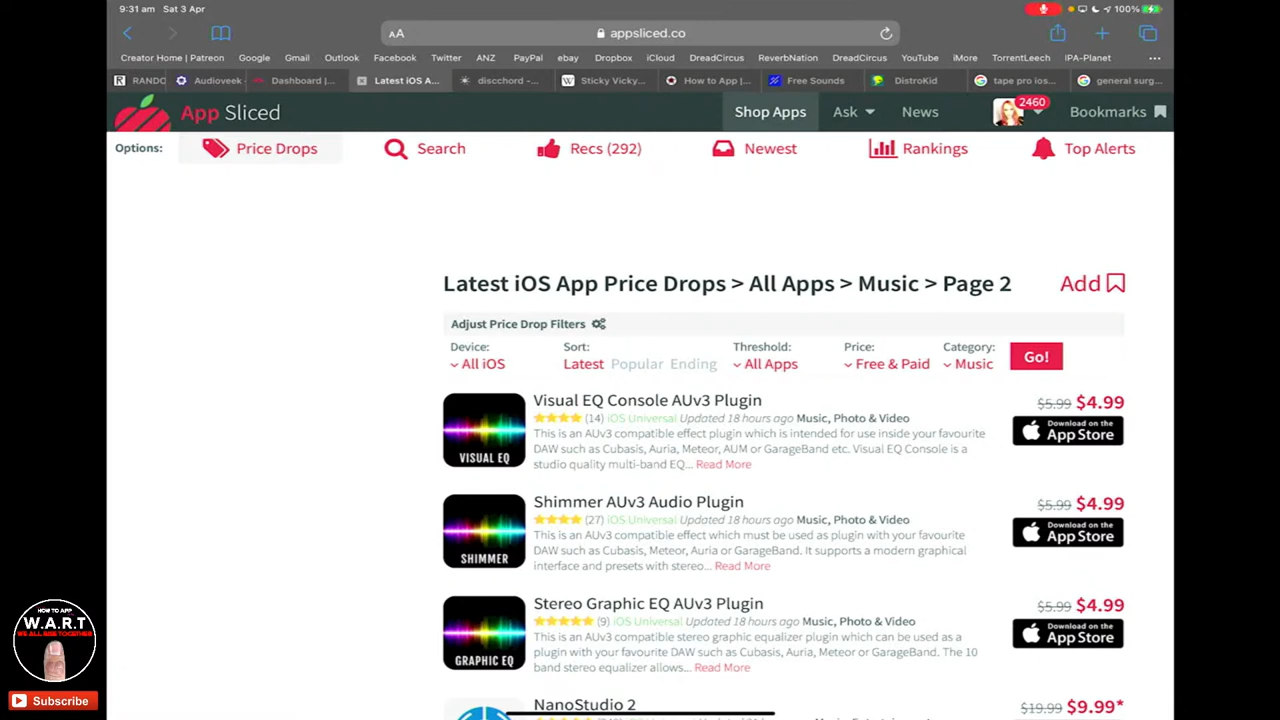 9:31 am Sat 3 Apr
100%
AA appsliced.co
Creator Home | Patreon Google Gmail Outlook Facebook Twitter ANZ PayPal ebay Dropbox iCloud DreadCircus ReverbNation DreadCircus YouTube iMore TorrentLeech IPA-Planet ...
RANDO Audioveek Dashboard | Latest iOS A... discchord -... Sticky Vicky... How to App |... Free Sounds DistroKid tape pro ios... general surg...
App Sliced Shop Apps Ask News 2460 Bookmarks
Options: Price Drops Search Recs (292) Newest Rankings Top Alerts
Latest iOS App Price Drops > All Apps > Music > Page 2 Add
Adjust Price Drop Filters
Device: Sort: Threshold: Price: Category:
All iOS Latest Popular Ending All Apps Free & Paid Music Go!
Visual EQ Console AUv3 Plugin $5.99 $4.99
(14) iOS Universal Updated 18 hours ago Music, Photo & Video
This is an AUv3 compatible effect plugin which is intended for use inside your favourite
DAW such as Cubasis, Auria, Meteor, AUM or GarageBand etc. Visual EQ Console is a
studio quality multi-band EQ... Read More
VISUAL EQ
Download on the
App Store
Shimmer AUv3 Audio Plugin $5.99 $4.99
(27) iOS Universal Updated 18 hours ago Music, Photo & Video
This is an AUv3 compatible effect which must be used as plugin with your favourite
DAW such as Cubasis, Meteor, Auria or GarageBand. It supports a modern graphical
interface and presets with stereo... Read More
SHIMMER
Download on the
App Store
Stereo Graphic EQ AUv3 Plugin $5.99 $4.99
(9) iOS Universal Updated 18 hours ago Music, Photo & Video
This is an AUv3 compatible stereo graphic equalizer plugin which can be used as a
plugin with your favourite DAW such as Cubasis, Auria, Meteor or GarageBand. The 10
band stereo equalizer allows... Read More
GRAPHIC EQ
Download on the
App Store
NanoStudio 2 $19.99 $9.99*
HOW TO APP
W.A.R.T
WE ALL RISE TOGETHER
Subscribe